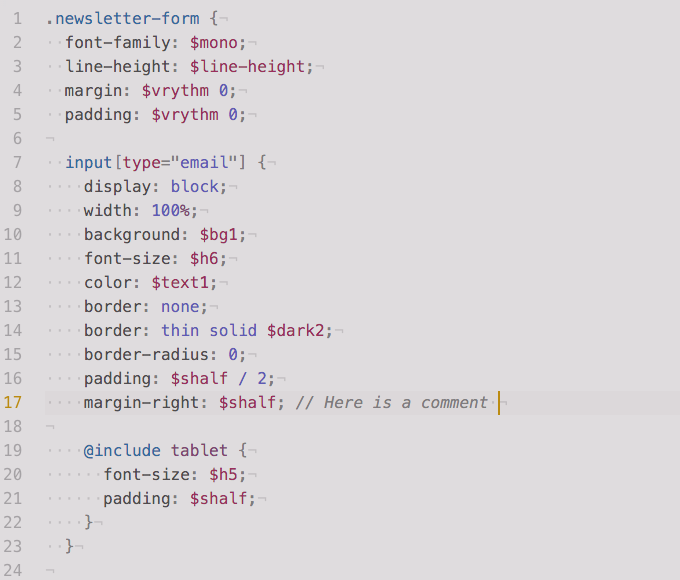 1 .newsletter-form {
2   font-family: $mono;
3   line-height: $line-height;
4   margin: $vrythm 0;
5   padding: $vrythm 0;
6
7   input[type="email"] {
8     display: block;
9     width: 100%;
10     background: $bg1;
11     font-size: $h6;
12     color: $text1;
13     border: none;
14     border: thin solid $dark2;
15     border-radius: 0;
16     padding: $shalf / 2;
17     margin-right: $shalf; // Here is a comment
18
19     @include tablet {
20       font-size: $h5;
21       padding: $shalf;
22     }
23   }
24